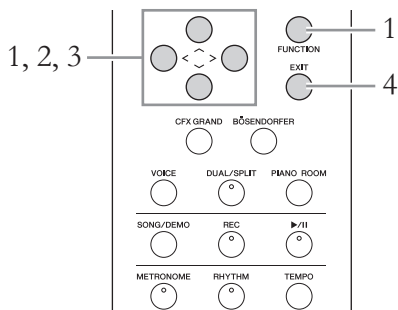 1
FUNCTION
1, 2, 3
< >
EXIT
4
CFX GRAND BÖSENDORFER
VOICE DUAL/SPLIT PIANO ROOM
SONG/DEMO REC ▶/II
METRONOME RHYTHM TEMPO